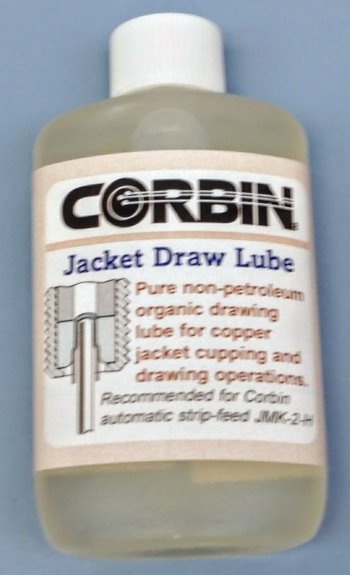 CORBIN
Jacket Draw Lube
Pure non-petroleum
organic drawing
lube for copper
jacket cupping and
drawing operations.
Recommended for Corbin
automatic strip-feed JMK-2-H